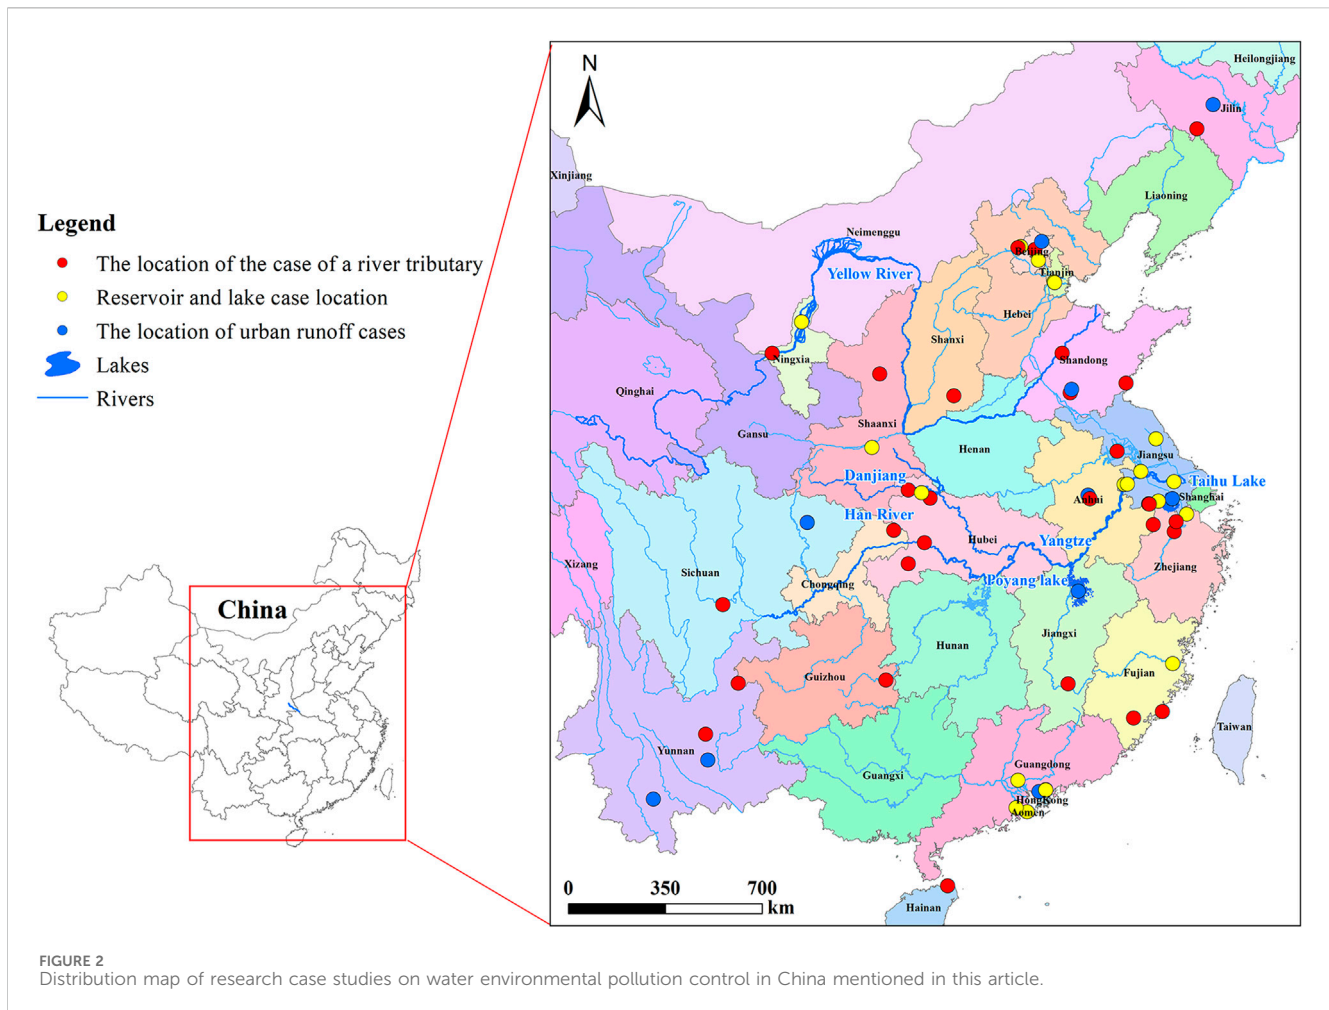 Legend
The location of the case of a river tributary
Reservoir and lake case location
The location of urban runoff cases
Lakes
Rivers
China
N
Heilongjiang
Jilin
Xinjiang
Liaoning
Neimenggu
Beijing
Yellow River
Tianjin
Hebei
Shanxi
Ningxia
Shandong
Qinghai
Shaanxi
Gansu
Henan
Jiangsu
Danjiang
Taihu Lake
Anhui
Shanghai
Han River
Hubei
Yangtze
Xizang
Sichuan
Chongqing
Poyang lake
Zhejiang
Jiangxi
Hunan
Guizhou
Fujian
Taiwan
Yunnan
Guangdong
Guangxi
HongKong
Aomen
Hainan
0 350 700
km
FIGURE 2
Distribution map of research case studies on water environmental pollution control in China mentioned in this article.